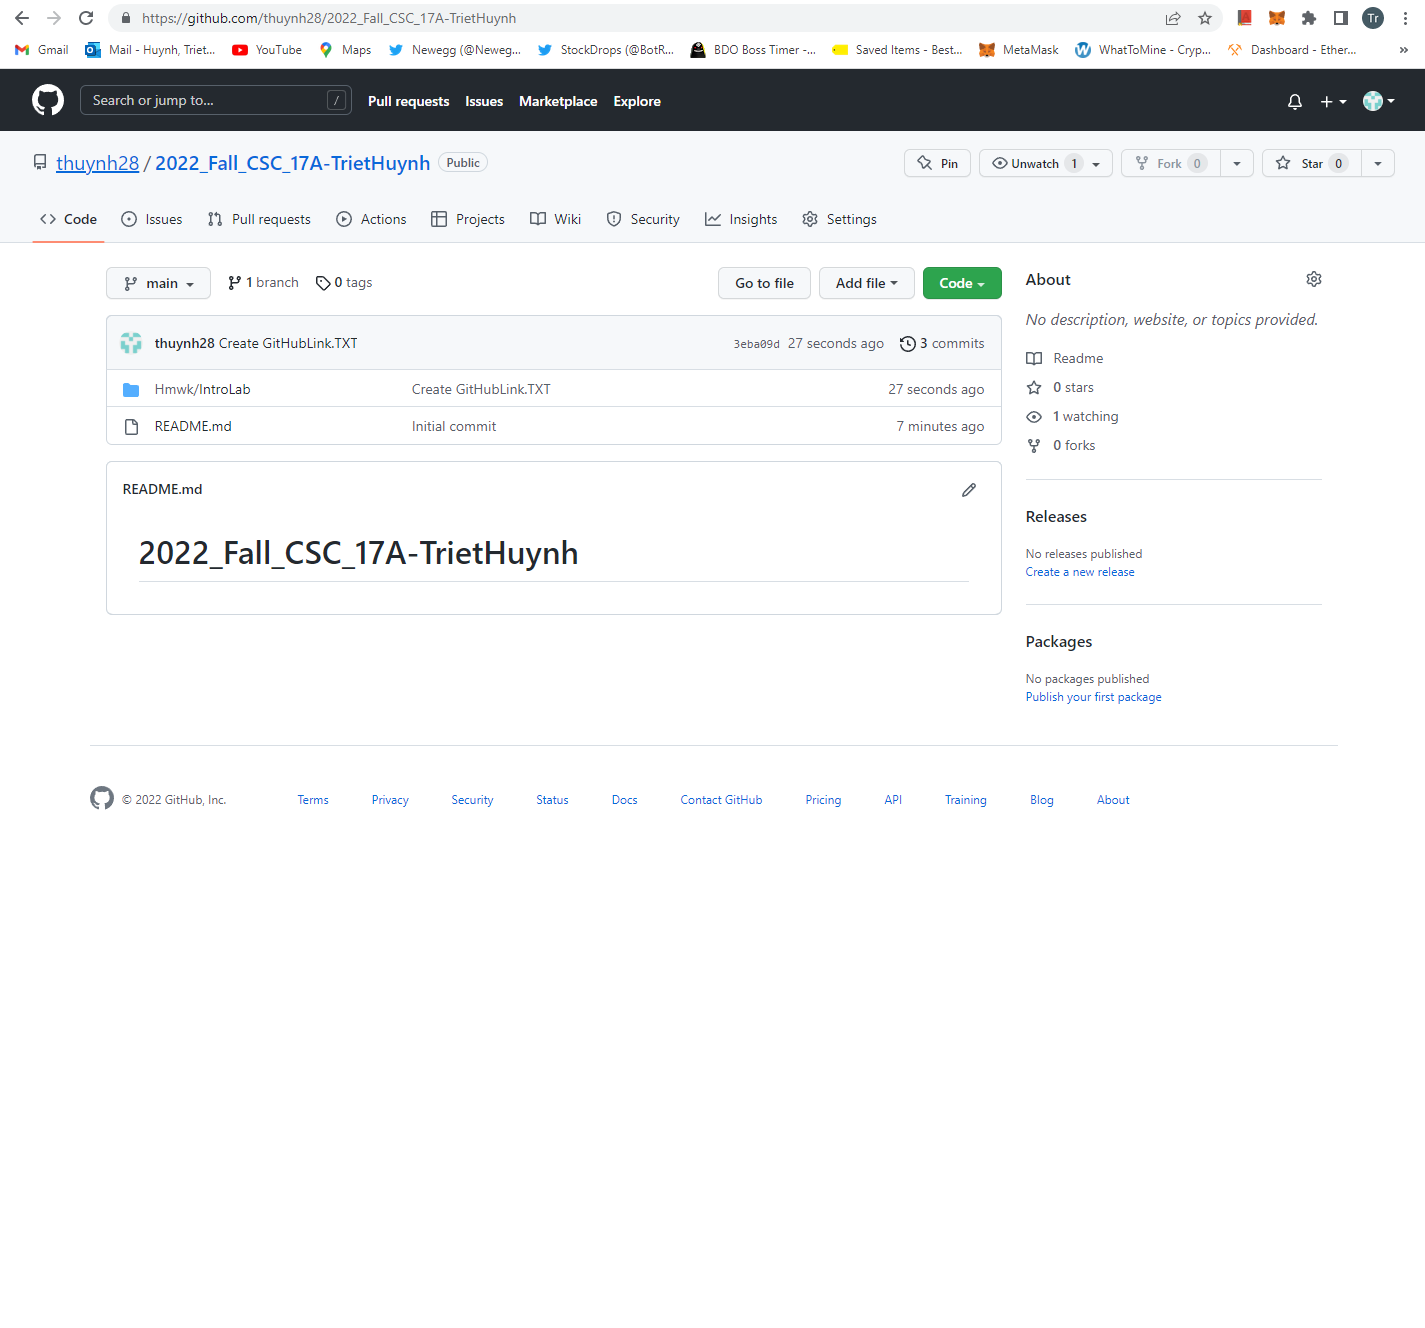 https://github.com/thuynh28/2022_Fall_CSC_17A-TrietHuynh
Tr
Gmail Mail - Huynh, Triet... YouTube Maps Newegg (@Neweg... StockDrops (@BotR... BDO Boss Timer -... Saved Items - Best... MetaMask WhatToMine - Cryp... Dashboard - Ether... »
Search or jump to... / Pull requests Issues Marketplace Explore
thuynh28 / 2022_Fall_CSC_17A-TrietHuynh Public Pin Unwatch 1 Fork 0 Star 0
Code Issues Pull requests Actions Projects Wiki Security Insights Settings
main 1 branch 0 tags Go to file Add file Code
thuynh28 Create GitHubLink.TXT 3eba09d 27 seconds ago 3 commits
Hmwk/IntroLab Create GitHubLink.TXT 27 seconds ago
README.md Initial commit 7 minutes ago
README.md
2022_Fall_CSC_17A-TrietHuynh
About
No description, website, or topics provided.
Readme
0 stars
1 watching
0 forks
Releases
No releases published
Create a new release
Packages
No packages published
Publish your first package
© 2022 GitHub, Inc. Terms Privacy Security Status Docs Contact GitHub Pricing API Training Blog About